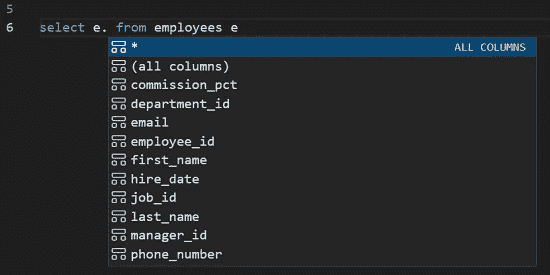 5
6 select e. from employees e
* ALL COLUMNS
(all columns)
commission_pct
department_id
email
employee_id
first_name
hire_date
job_id
last_name
manager_id
phone_number